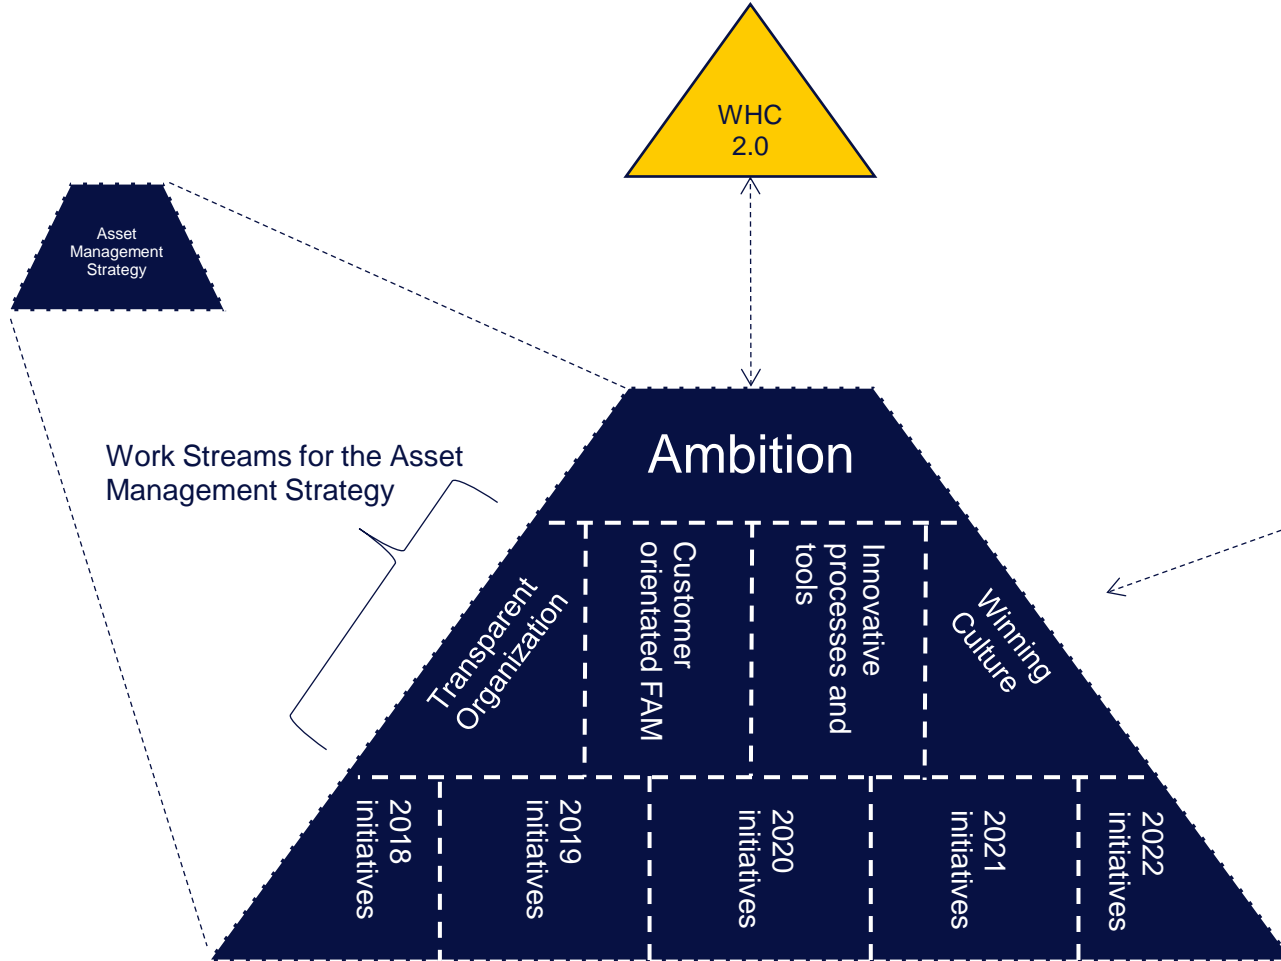 WHC
2.0
Asset
Management
Strategy
Work Streams for the Asset
Management Strategy
Ambition
Transparent
Organization
Customer
orientated FAM
Innovative
processes and
tools
Winning
Culture
2018
initiatives
2019
initiatives
2020
initiatives
2021
initiatives
2022
initiatives